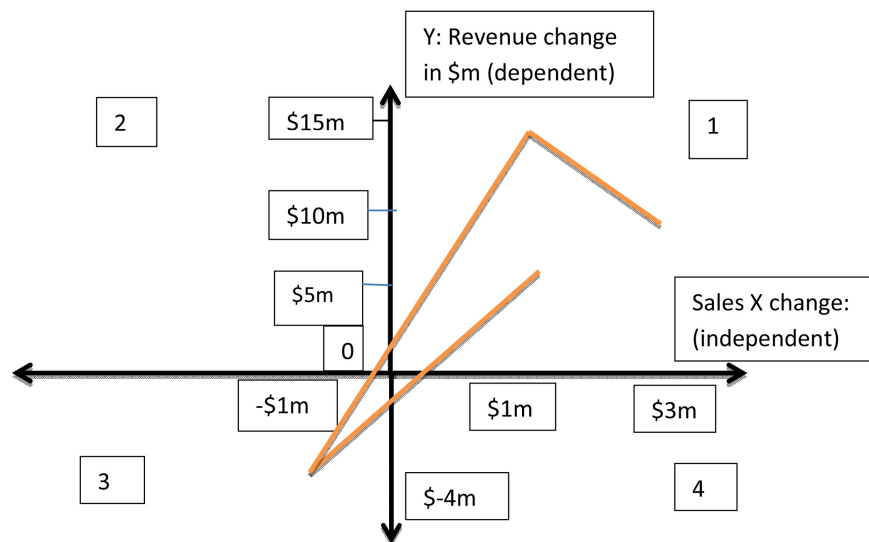 Y: Revenue change
in $m (dependent)
2
$15m
1
$10m
$5m
Sales X change:
(independent)
0
-$1m
$1m
$3m
3
$-4m
4